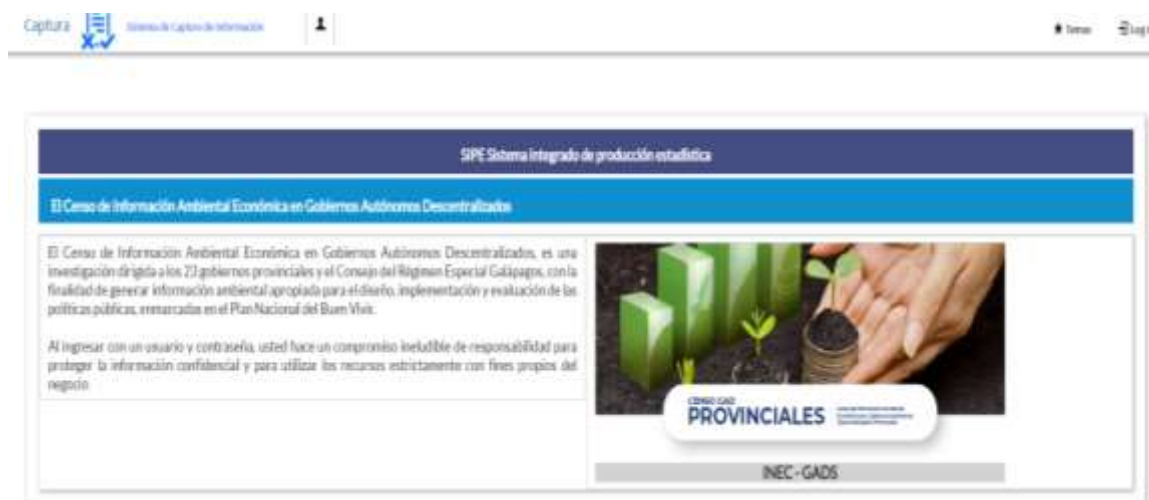 Captura
Sistema de Captura de Información
Temas
Log
SIPE Sistema integrado de producción estadística
El Censo de Información Ambiental Económica en Gobiernos Autónomos Descentralizados
El Censo de Información Ambiental Económica en Gobiernos Autónomos Descentralizados, es una
investigación dirigida a los 23 gobiernos provinciales y el Consejo del Régimen Especial Galápagos, con la
finalidad de generar información ambiental apropiada para el diseño, implementación y evaluación de las
políticas públicas, enmarcadas en el Plan Nacional del Buen Vivir.
Al ingresar con un usuario y contraseña, usted hace un compromiso ineludible de responsabilidad para
proteger la información confidencial y para utilizar los recursos estrictamente con fines propios del
negocio
CENSO GAD
PROVINCIALES
INEC - GADS